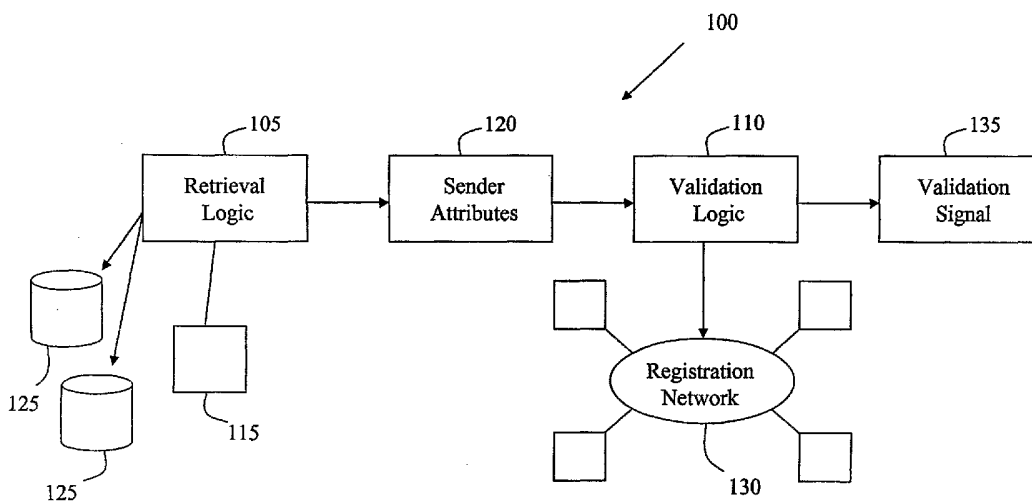 100
105
120
110
135
Retrieval
Logic
Sender
Attributes
Validation
Logic
Validation
Signal
125
125
115
Registration
Network
130